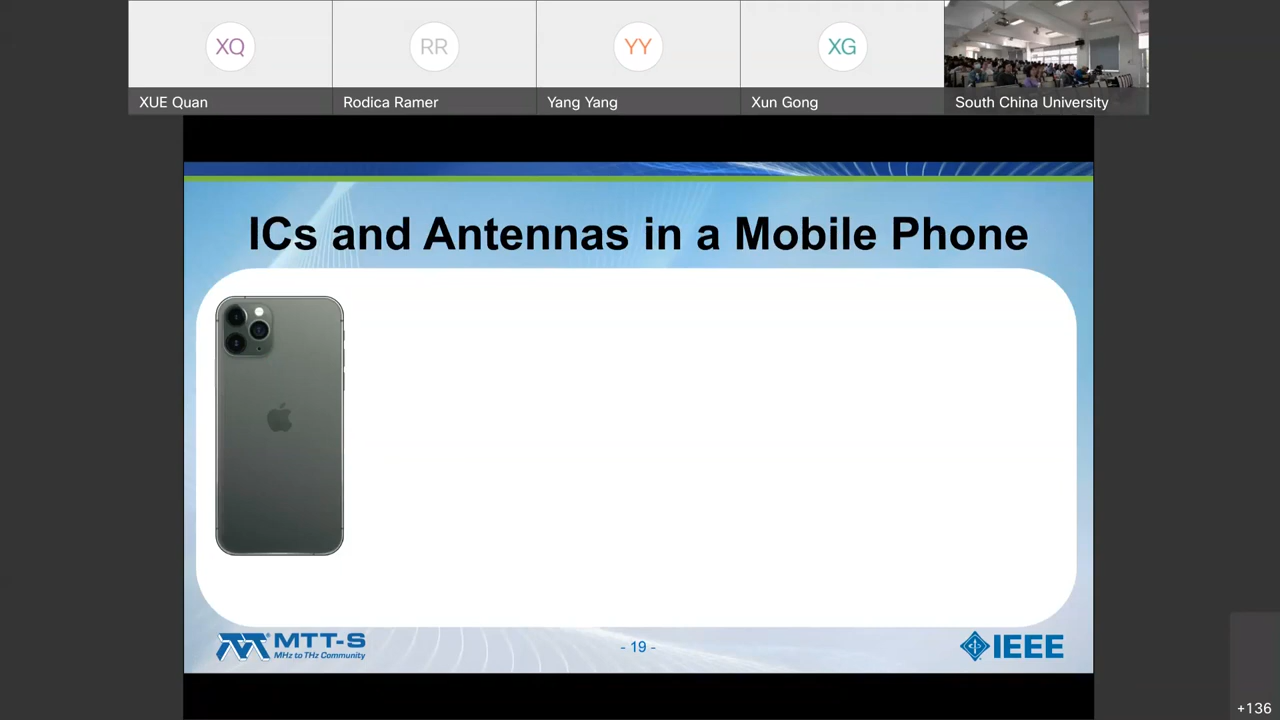 XQ
RR
YY
XG
XUE Quan
Rodica Ramer
Yang Yang
Xun Gong
South China University
ICs and Antennas in a Mobile Phone
MTT-S
MHz to THz Community
- 19 -
IEEE
+136